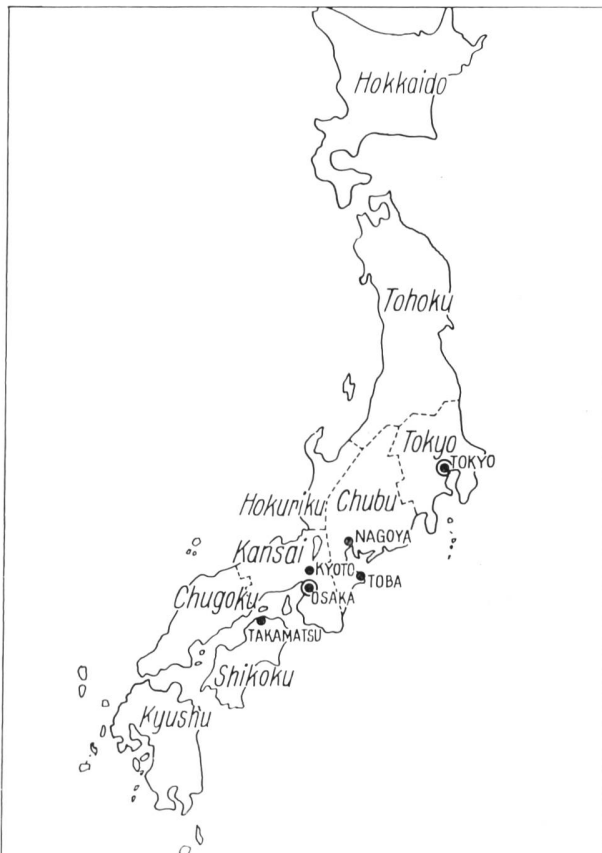 Hokkaido
Tohoku
Tokyo
TOKYO
Hokuriku
Chubu
NAGOYA
Kansai
KYOTO
TOBA
Chugoku
OSAKA
TAKAMATSU
Shikoku
Kyushu